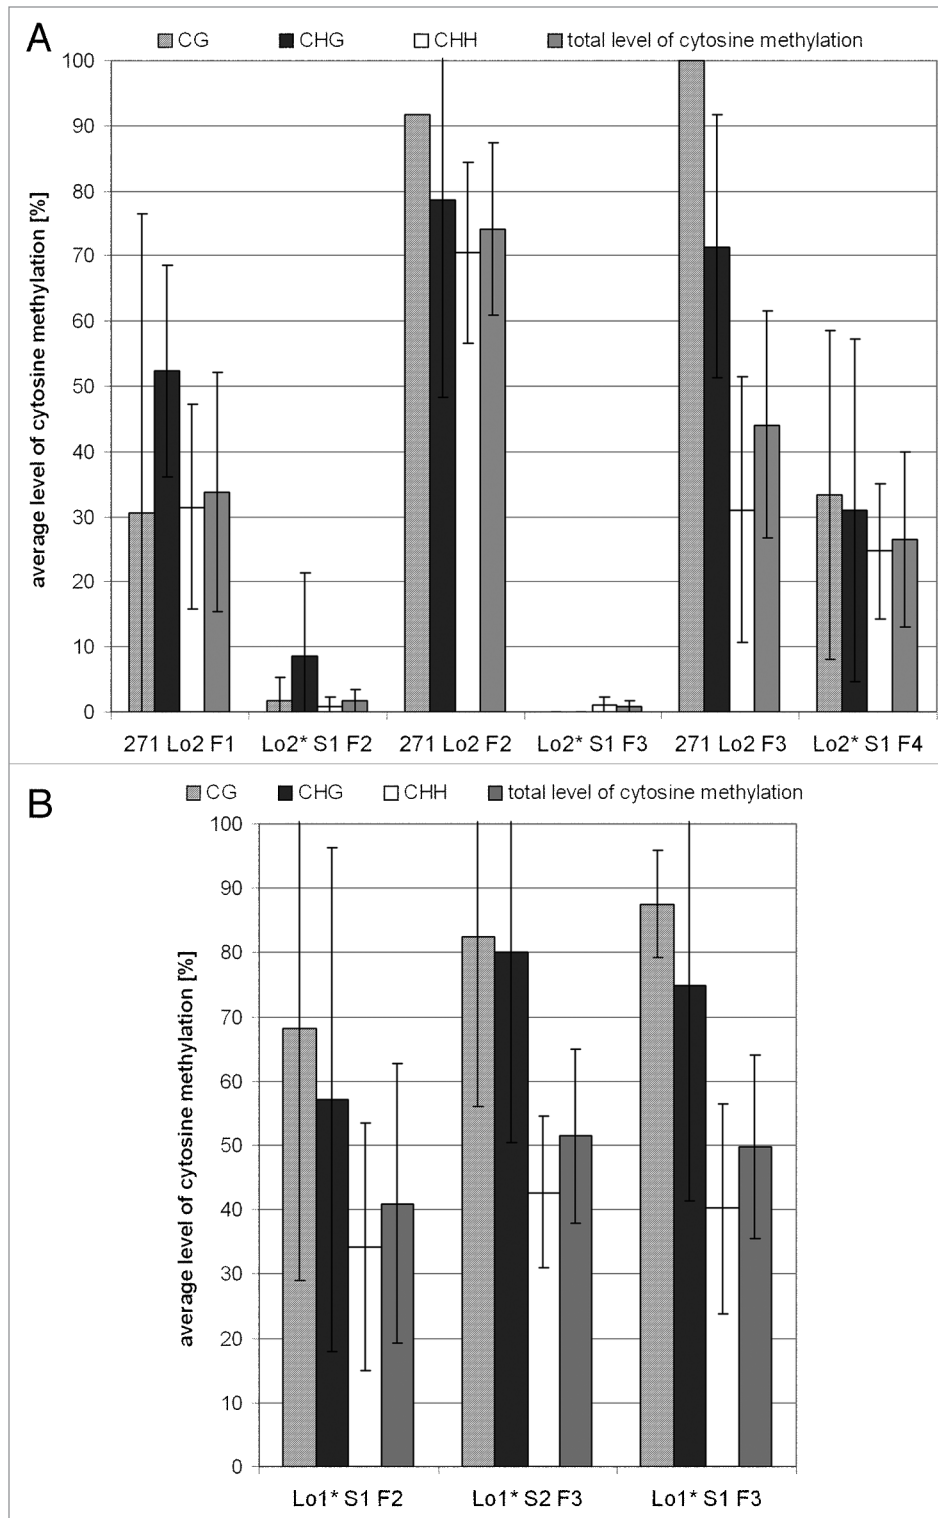 A
CG CHG CHH total level of cytosine methylation
average level of cytosine methylation [%]
100
90
80
70
60
50
40
30
20
10
0
271 Lo2 F1 Lo2* S1 F2 271 Lo2 F2 Lo2* S1 F3 271 Lo2 F3 Lo2* S1 F4
B
CG CHG CHH total level of cytosine methylation
average level of cytosine methylation [%]
100
90
80
70
60
50
40
30
20
10
0
Lo1* S1 F2 Lo1* S2 F3 Lo1* S1 F3